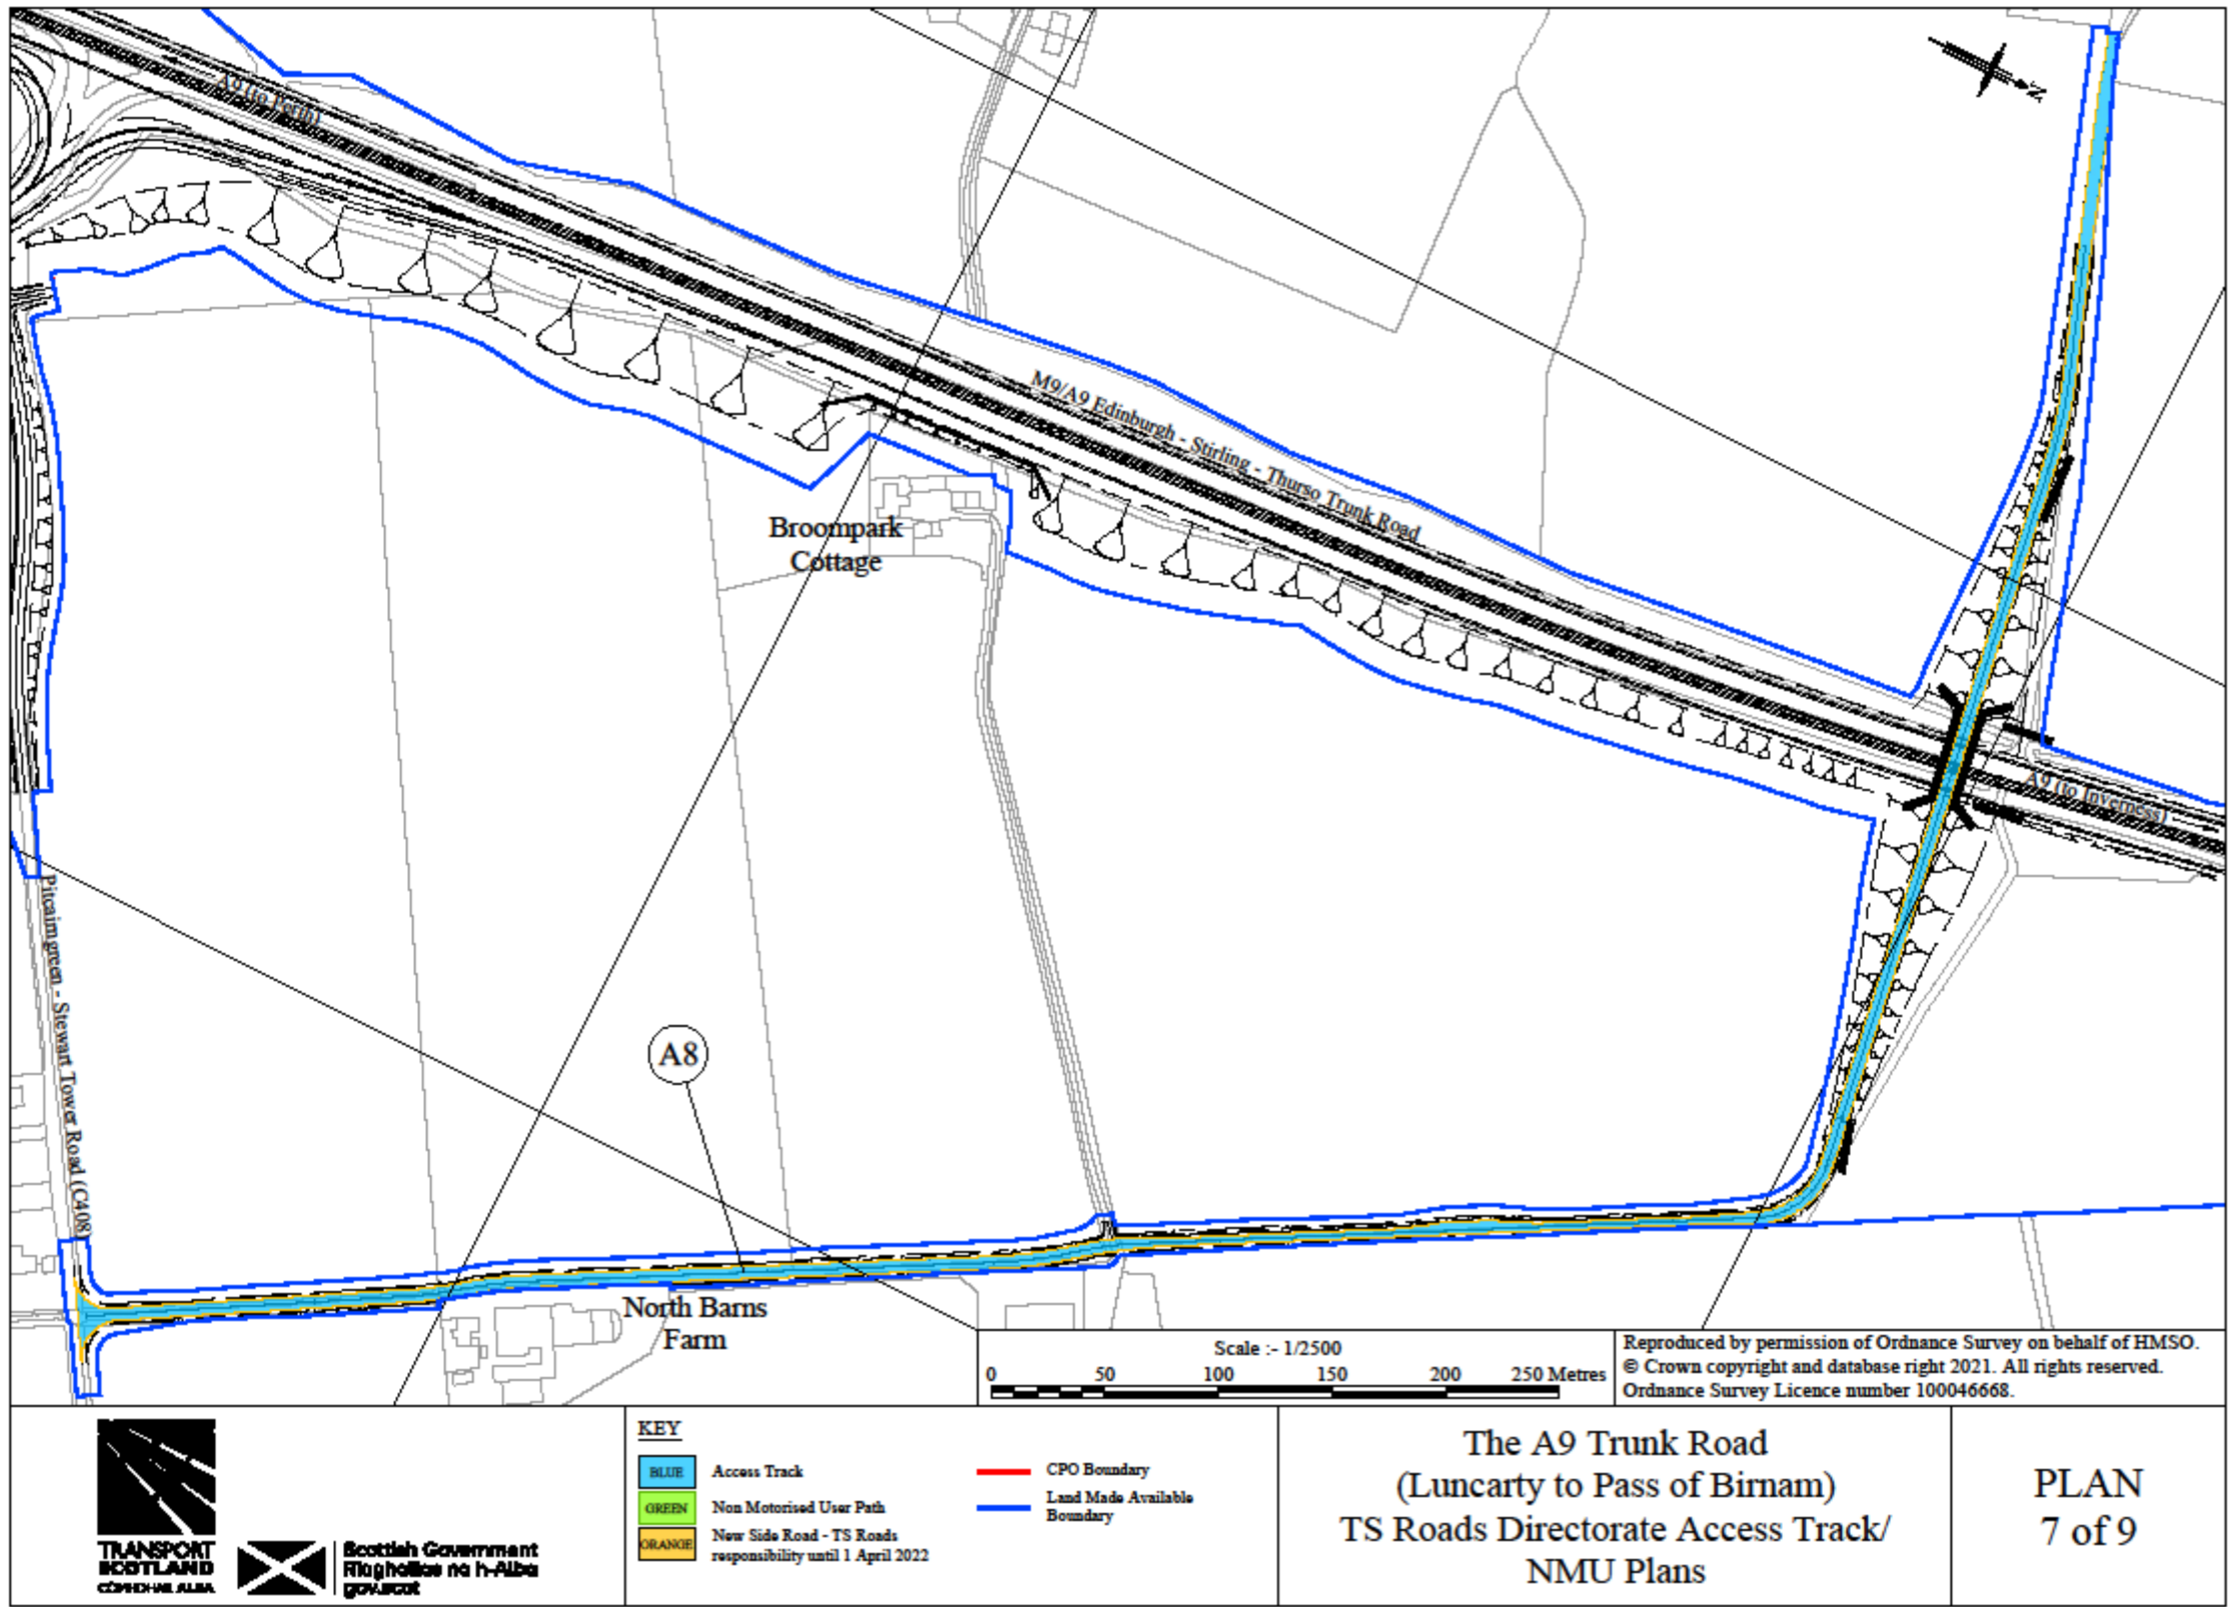 A9 (to Perth)
N
M9/A9 Edinburgh - Stirling - Thurso Trunk Road
Broompark
Cottage
A9 (to Inverness)
Pitcairngreen - Stewart Tower Road (C408)
A8
North Barns
Farm
Scale :- 1/2500
0 50 100 150 200 250 Metres
Reproduced by permission of Ordnance Survey on behalf of HMSO.
© Crown copyright and database right 2021. All rights reserved.
Ordnance Survey Licence number 100046668.
TRANSPORT
SCOTLAND
CÒMHDHAIL ALBA
Scottish Government
Riaghaltas na h-Alba
gov.scot
KEY
BLUE Access Track
GREEN Non Motorised User Path
ORANGE New Side Road - TS Roads
responsibility until 1 April 2022
CPO Boundary
Land Made Available
Boundary
The A9 Trunk Road
(Luncarty to Pass of Birnam)
TS Roads Directorate Access Track/
NMU Plans
PLAN
7 of 9